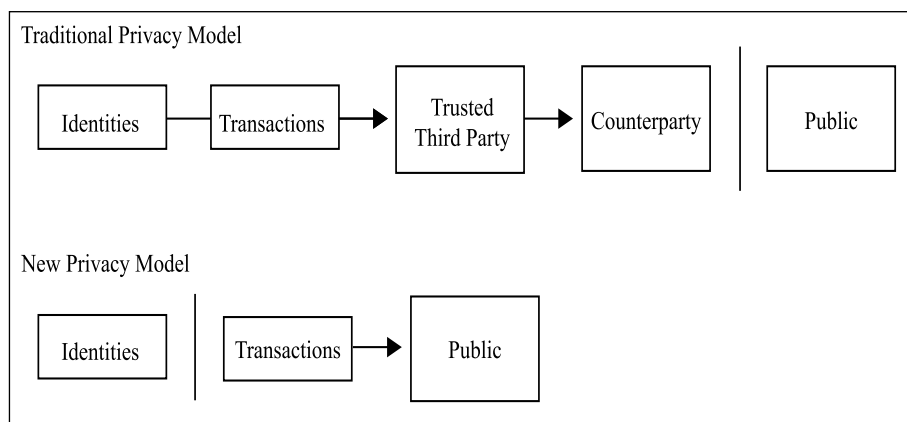 Traditional Privacy Model
Identities
Transactions
Trusted
Third Party
Counterparty
Public
New Privacy Model
Identities
Transactions
Public